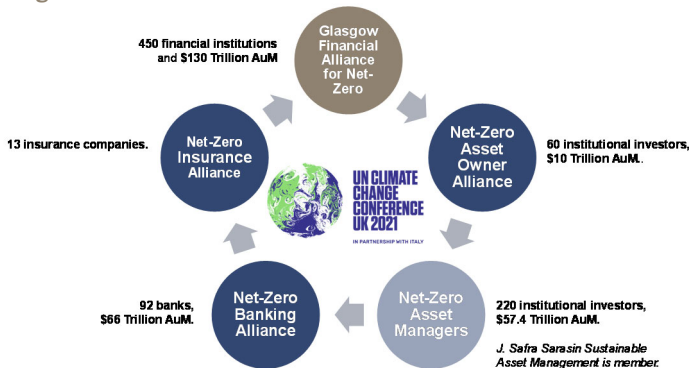 Glasgow
Financial
Alliance
for Net-
Zero
450 financial institutions
and $130 Trillion AuM
Net-Zero
Asset
Owner
Alliance
60 institutional investors,
$10 Trillion AuM..
Net-Zero
Asset
Managers
220 institutional investors,
$57.4 Trillion AuM.
J. Safra Sarasin Sustainable
Asset Management is member.
Net-Zero
Banking
Alliance
92 banks,
$66 Trillion AuM.
Net-Zero
Insurance
Alliance
13 insurance companies.
UN CLIMATE
CHANGE
CONFERENCE
UK 2021
IN PARTNERSHIP WITH ITALY